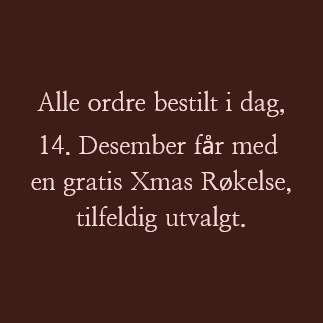 Alle ordre bestilt i dag,
14. Desember får med
en gratis Xmas Røkelse,
tilfeldig utvalgt.